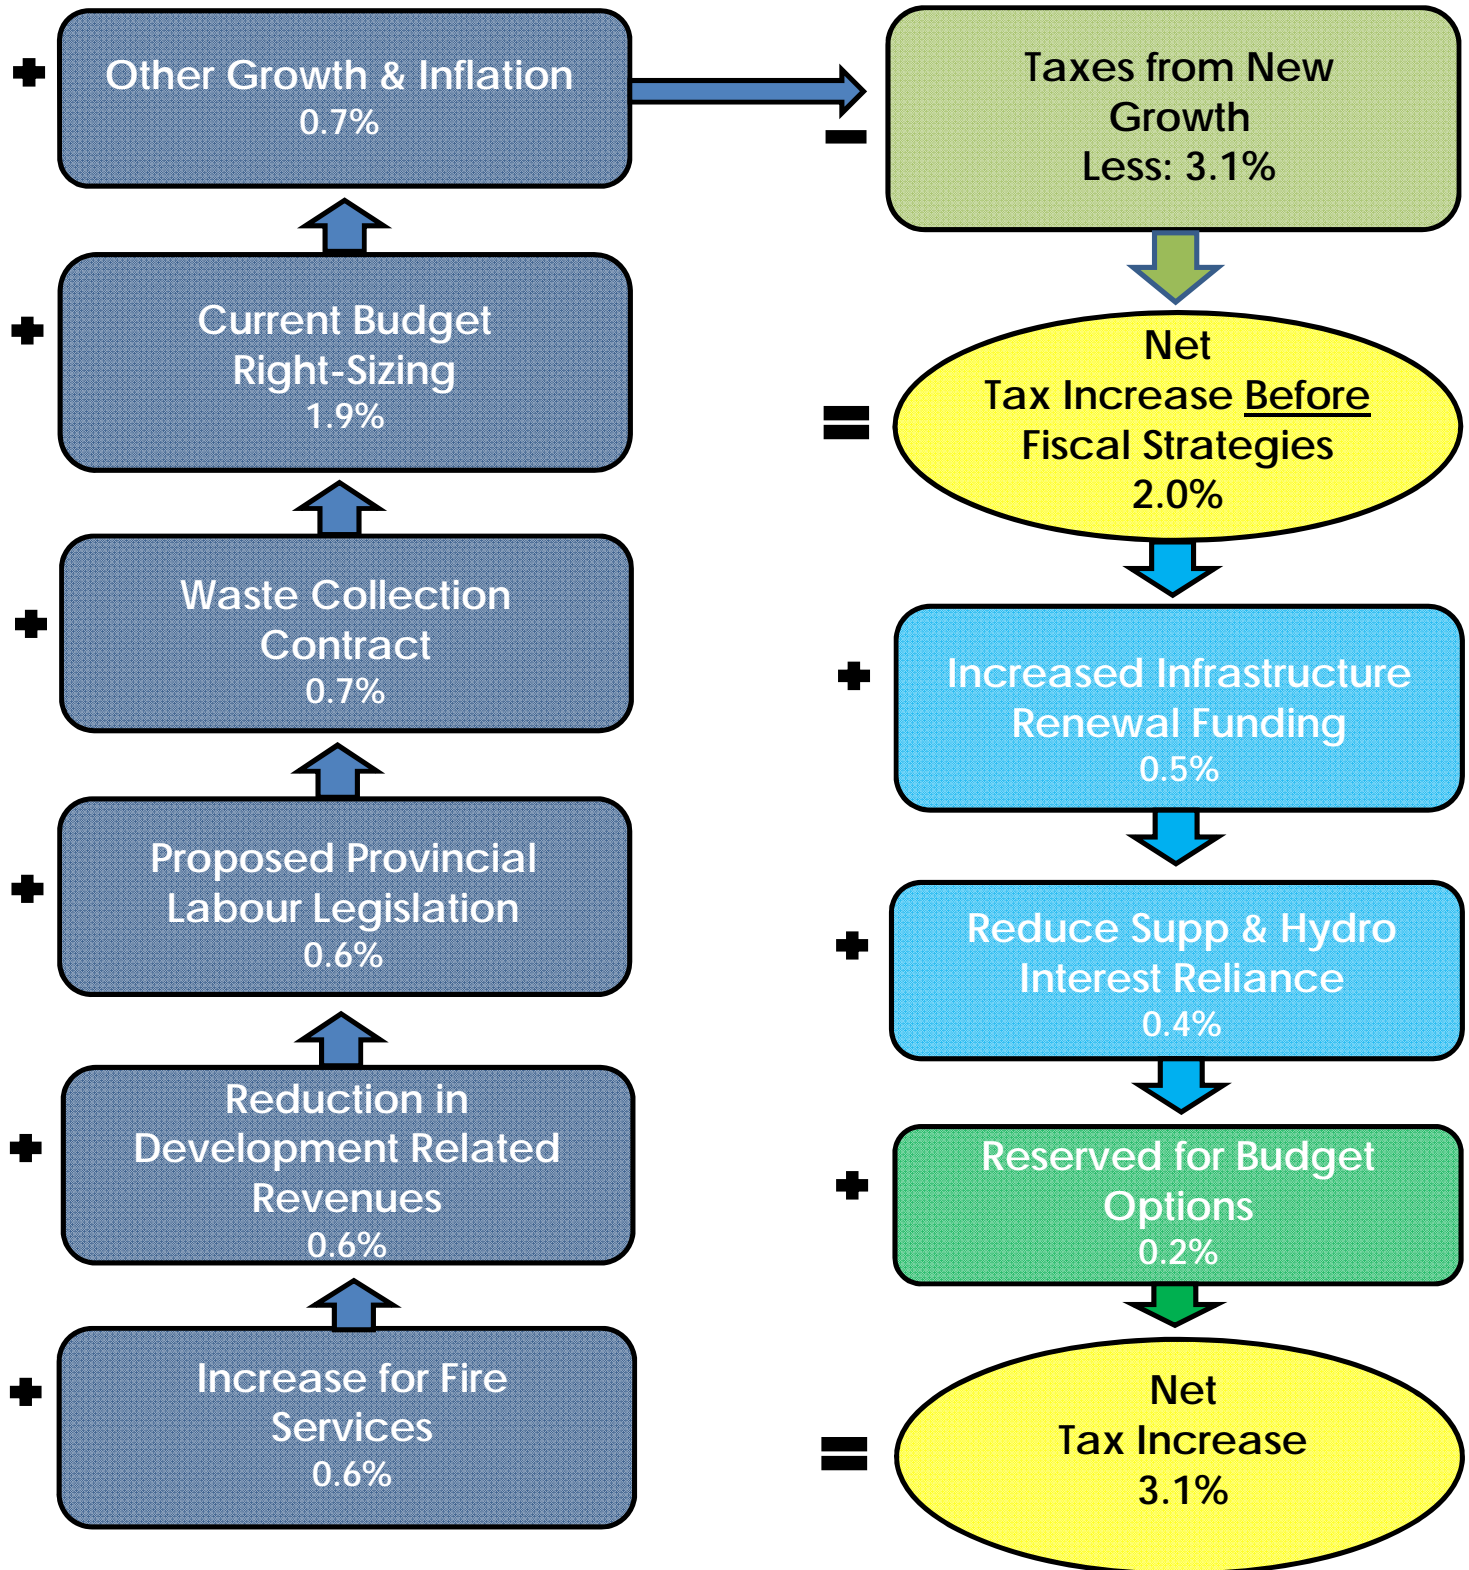 Other Growth & Inflation
0.7%
Current Budget
Right-Sizing
1.9%
Waste Collection
Contract
0.7%
Proposed Provincial
Labour Legislation
0.6%
Reduction in
Development Related
Revenues
0.6%
Increase for Fire
Services
0.6%
Taxes from New
Growth
Less: 3.1%
Net
Tax Increase Before
Fiscal Strategies
2.0%
Increased Infrastructure
Renewal Funding
0.5%
Reduce Supp & Hydro
Interest Reliance
0.4%
Reserved for Budget
Options
0.2%
Net
Tax Increase
3.1%